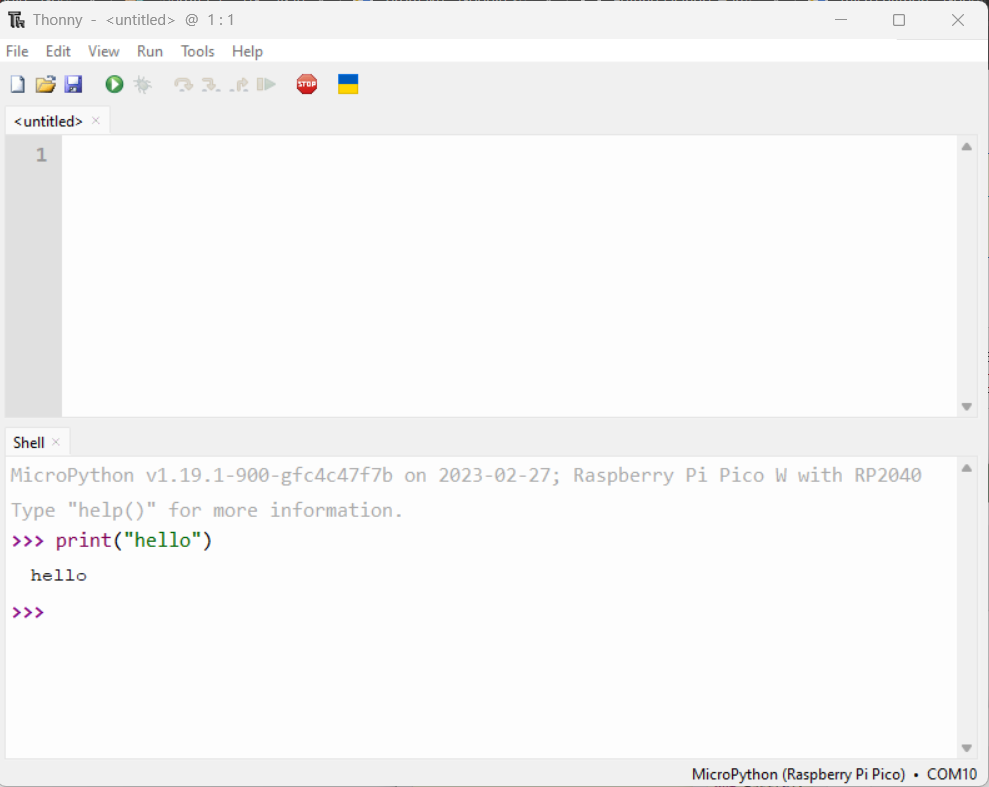 Thonny - <untitled> @ 1:1
File Edit View Run Tools Help
STOP
<untitled>
1
Shell
MicroPython v1.19.1-900-gfc4c47f7b on 2023-02-27; Raspberry Pi Pico W with RP2040
Type "help()" for more information.
>>> print("hello")
hello
>>>
MicroPython (Raspberry Pi Pico) • COM10